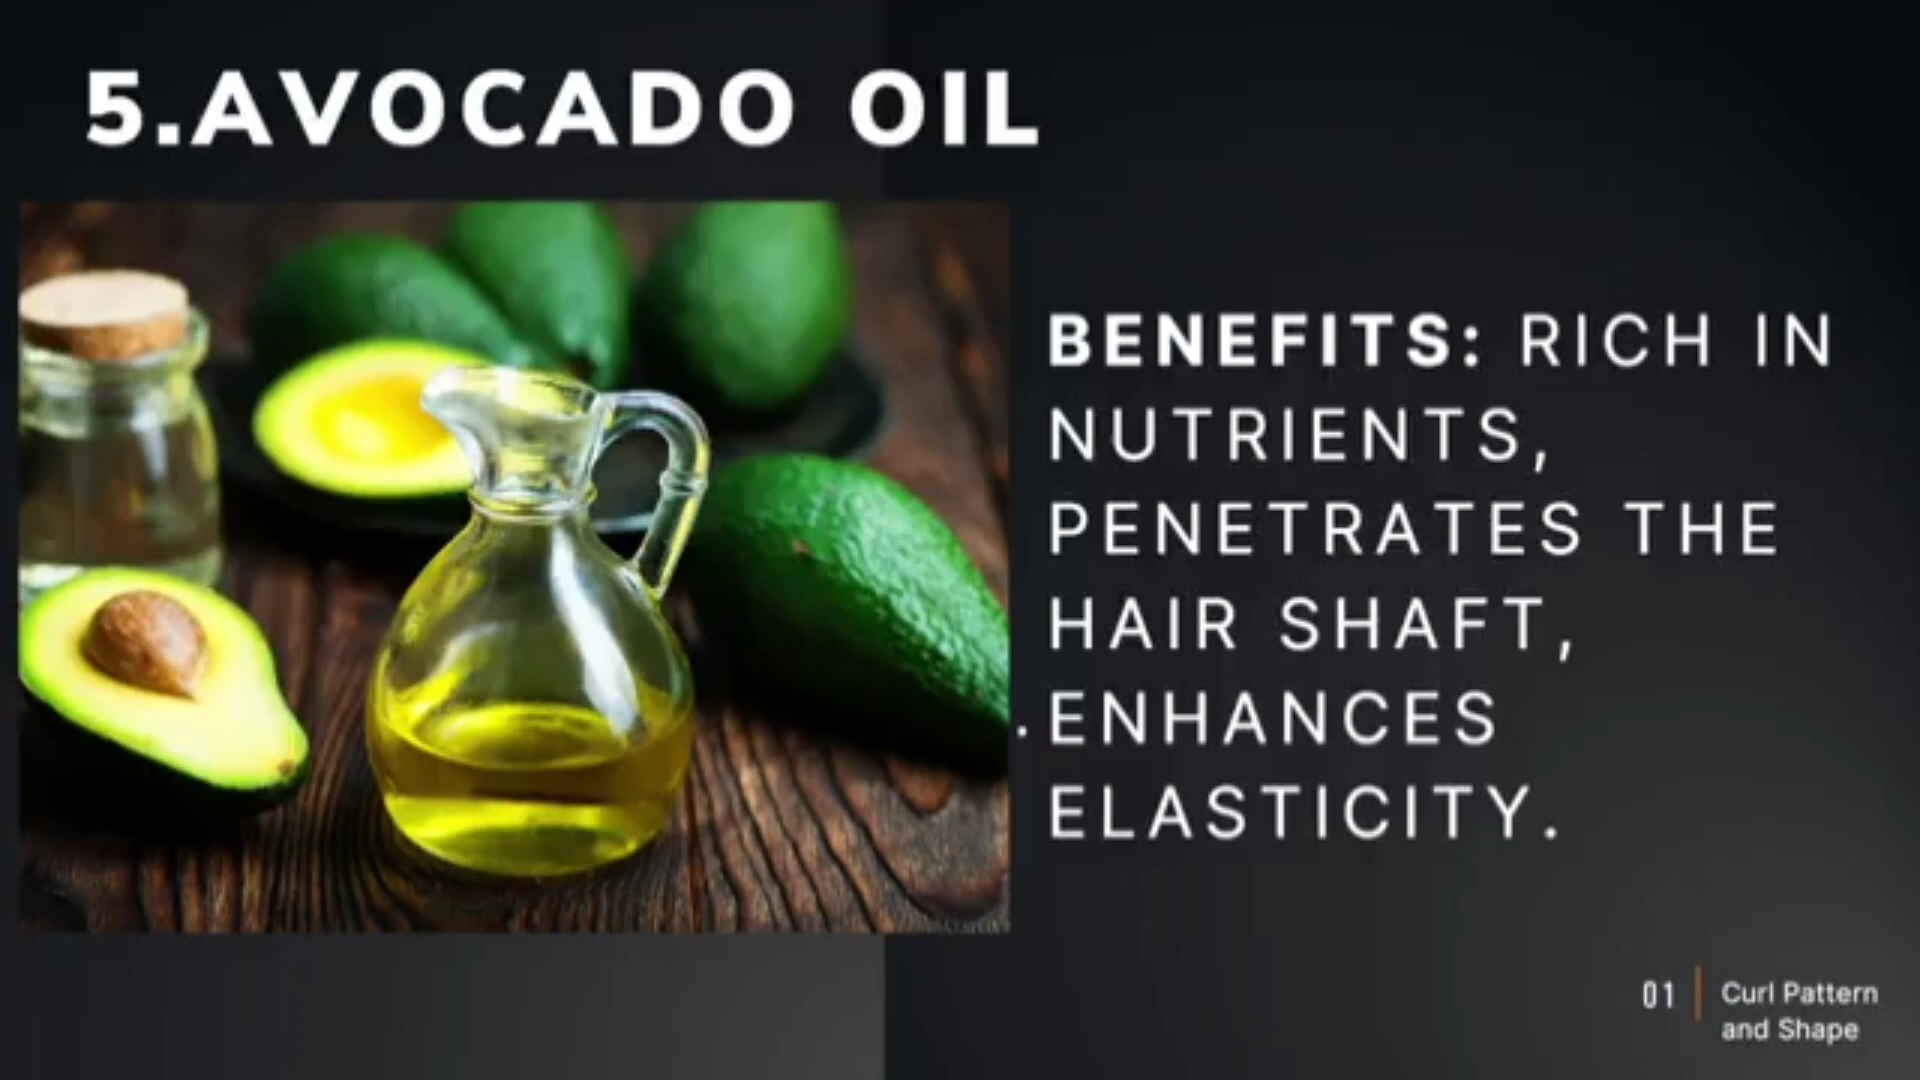 5.AVOCADO OIL
BENEFITS: RICH IN
NUTRIENTS,
PENETRATES THE
HAIR SHAFT,
ENHANCES
ELASTICITY.
01
Curl Pattern
and Shape